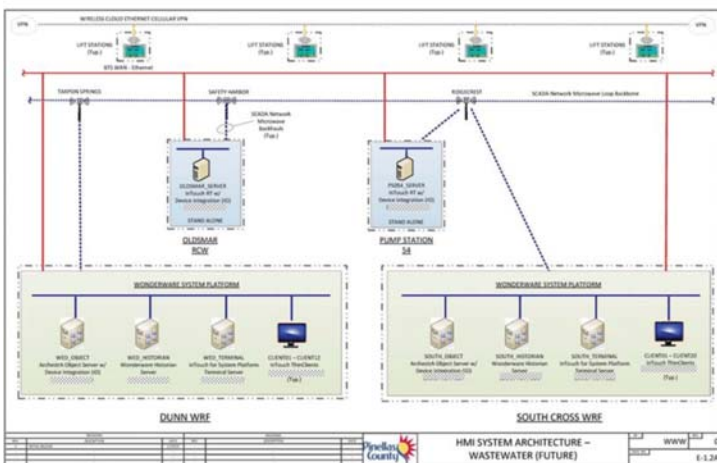 VPN
WIRELESS CLOUD ETHERNET CELLULAR VPN
VPN
LIFT STATIONS
(Typ.)
LIFT STATIONS
(Typ.)
LIFT STATIONS
(Typ.)
LIFT STATIONS
(Typ.)
BTS WAN - Ethernet
TARPON SPRINGS
SAFETY HARBOR
RIDGECREST
SCADA Network Microwave Loop Backbone
SCADA Network
Microwave
Backhauls
(Typ.)
OLDSMAR_SERVER
InTouch RT w/
Device Integration (IO)
STAND ALONE
OLDSMAR
RCW
PS054_SERVER
InTouch RT w/
Device Integration (IO)
STAND ALONE
PUMP STATION
54
WONDERWARE SYSTEM PLATFORM
WED_OBJECT
ArchestrA Object Server w/
Device Integration (IO)
WED_HISTORIAN
Wonderware Historian
Server
WED_TERMINAL
InTouch for System Platform
Terminal Server
CLIENT01 – CLIENT12
InTouch ThinClients
(Typ.)
DUNN WRF
WONDERWARE SYSTEM PLATFORM
SOUTH_OBJECT
ArchestrA Object Server w/
Device Integration (IO)
SOUTH_HISTORIAN
Wonderware Historian
Server
SOUTH_TERMINAL
InTouch for System Platform
Terminal Server
CLIENT01 – CLIENT20
InTouch ThinClients
(Typ.)
SOUTH CROSS WRF
Pinellas
County
HMI SYSTEM ARCHITECTURE –
WASTEWATER (FUTURE)
WWW
E-1.2A